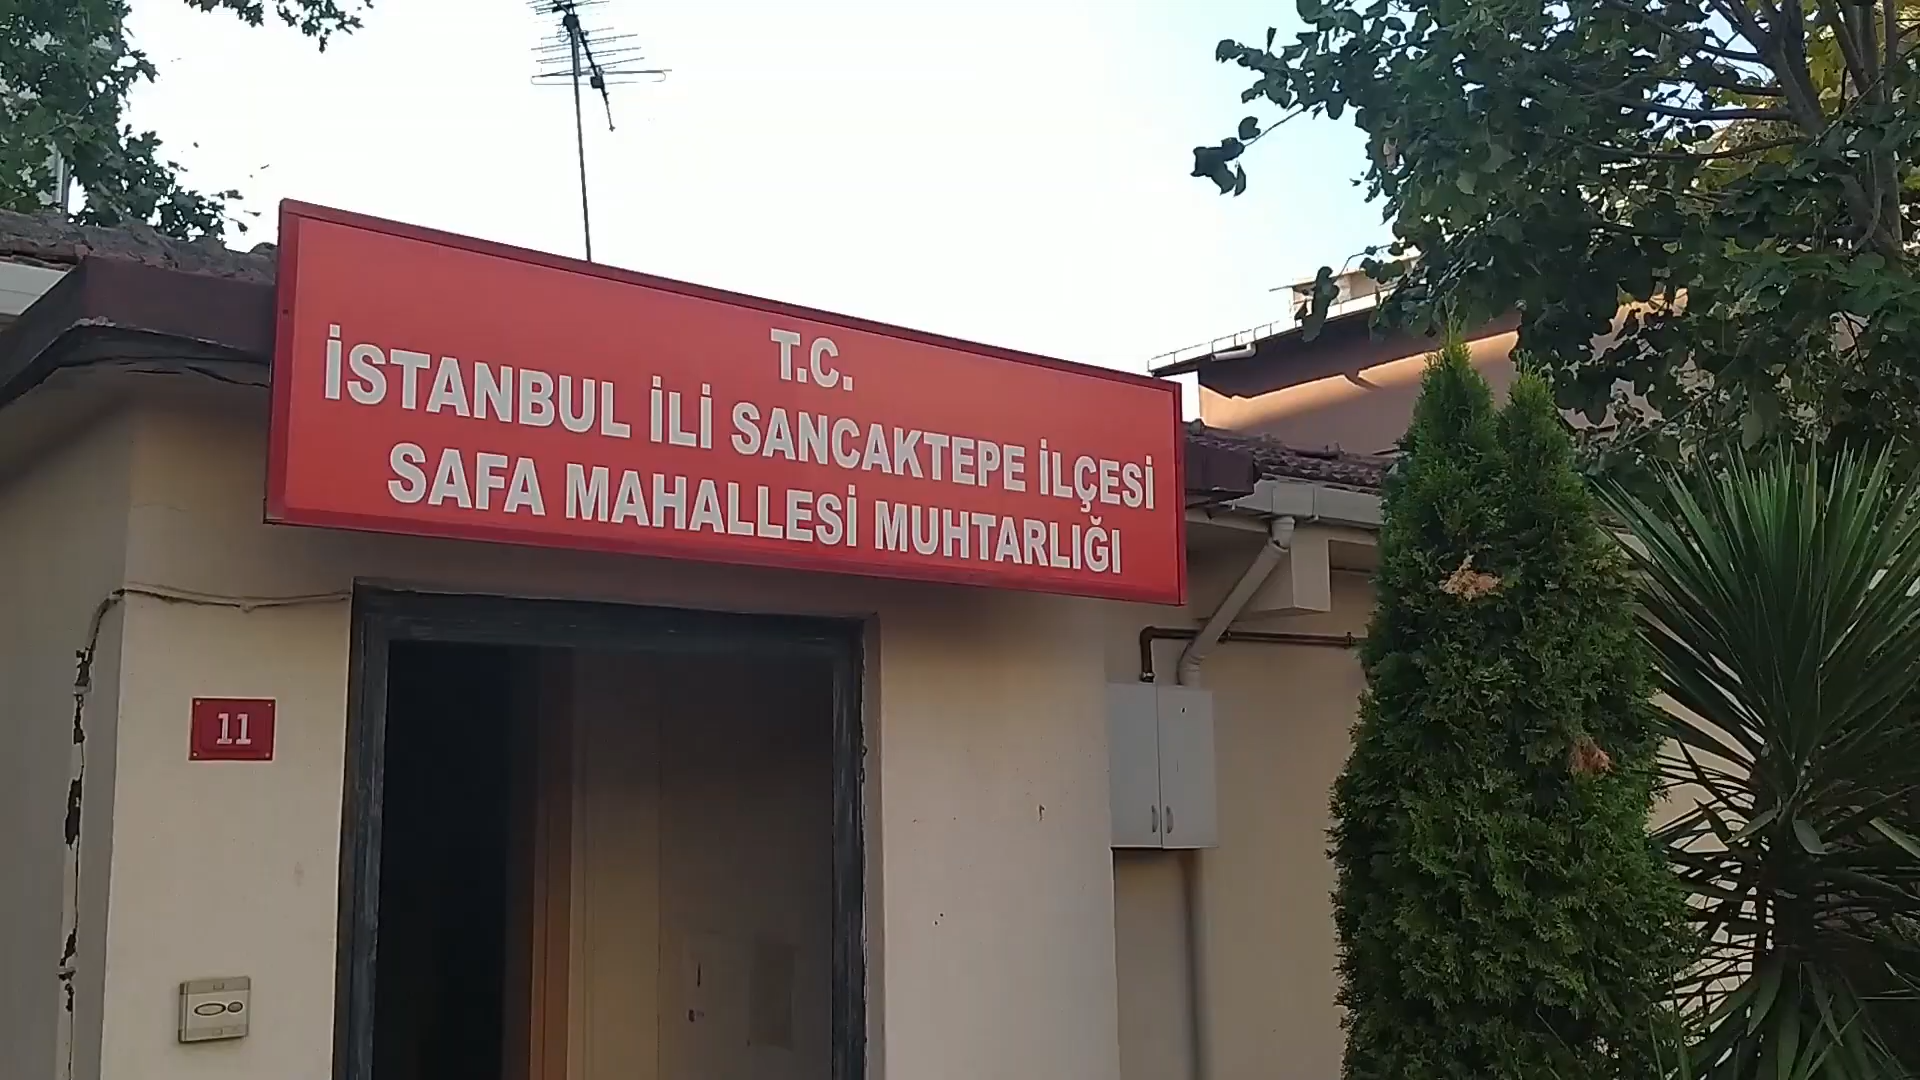 T.C.
İSTANBUL İLİ SANCAKTEPE İLÇESİ
SAFA MAHALLESİ MUHTARLIĞI
11